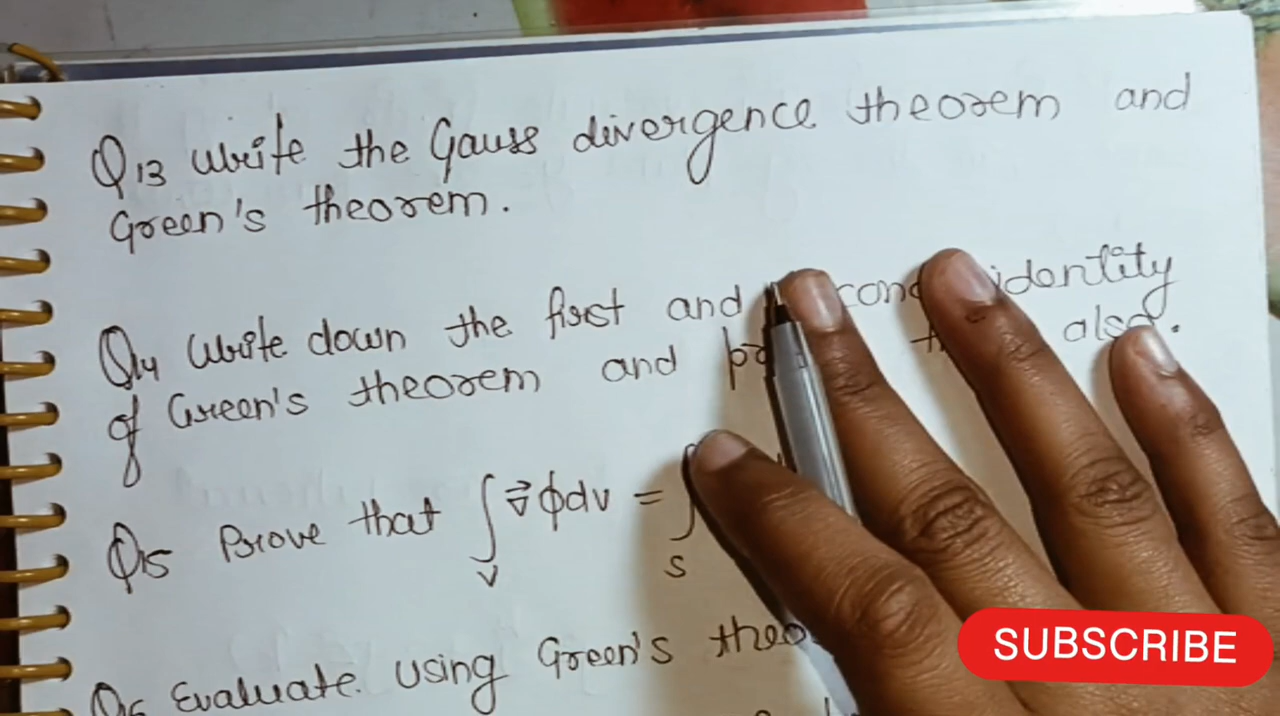 Q13 Write the Gauss divergence theorem and
Green's theorem.
Q14 Write down the first and identity
of Green's theorem and also.
Q15 Prove that ∫ ∇⃗ φ dv = ∫
v s
Evaluate using Green's
SUBSCRIBE